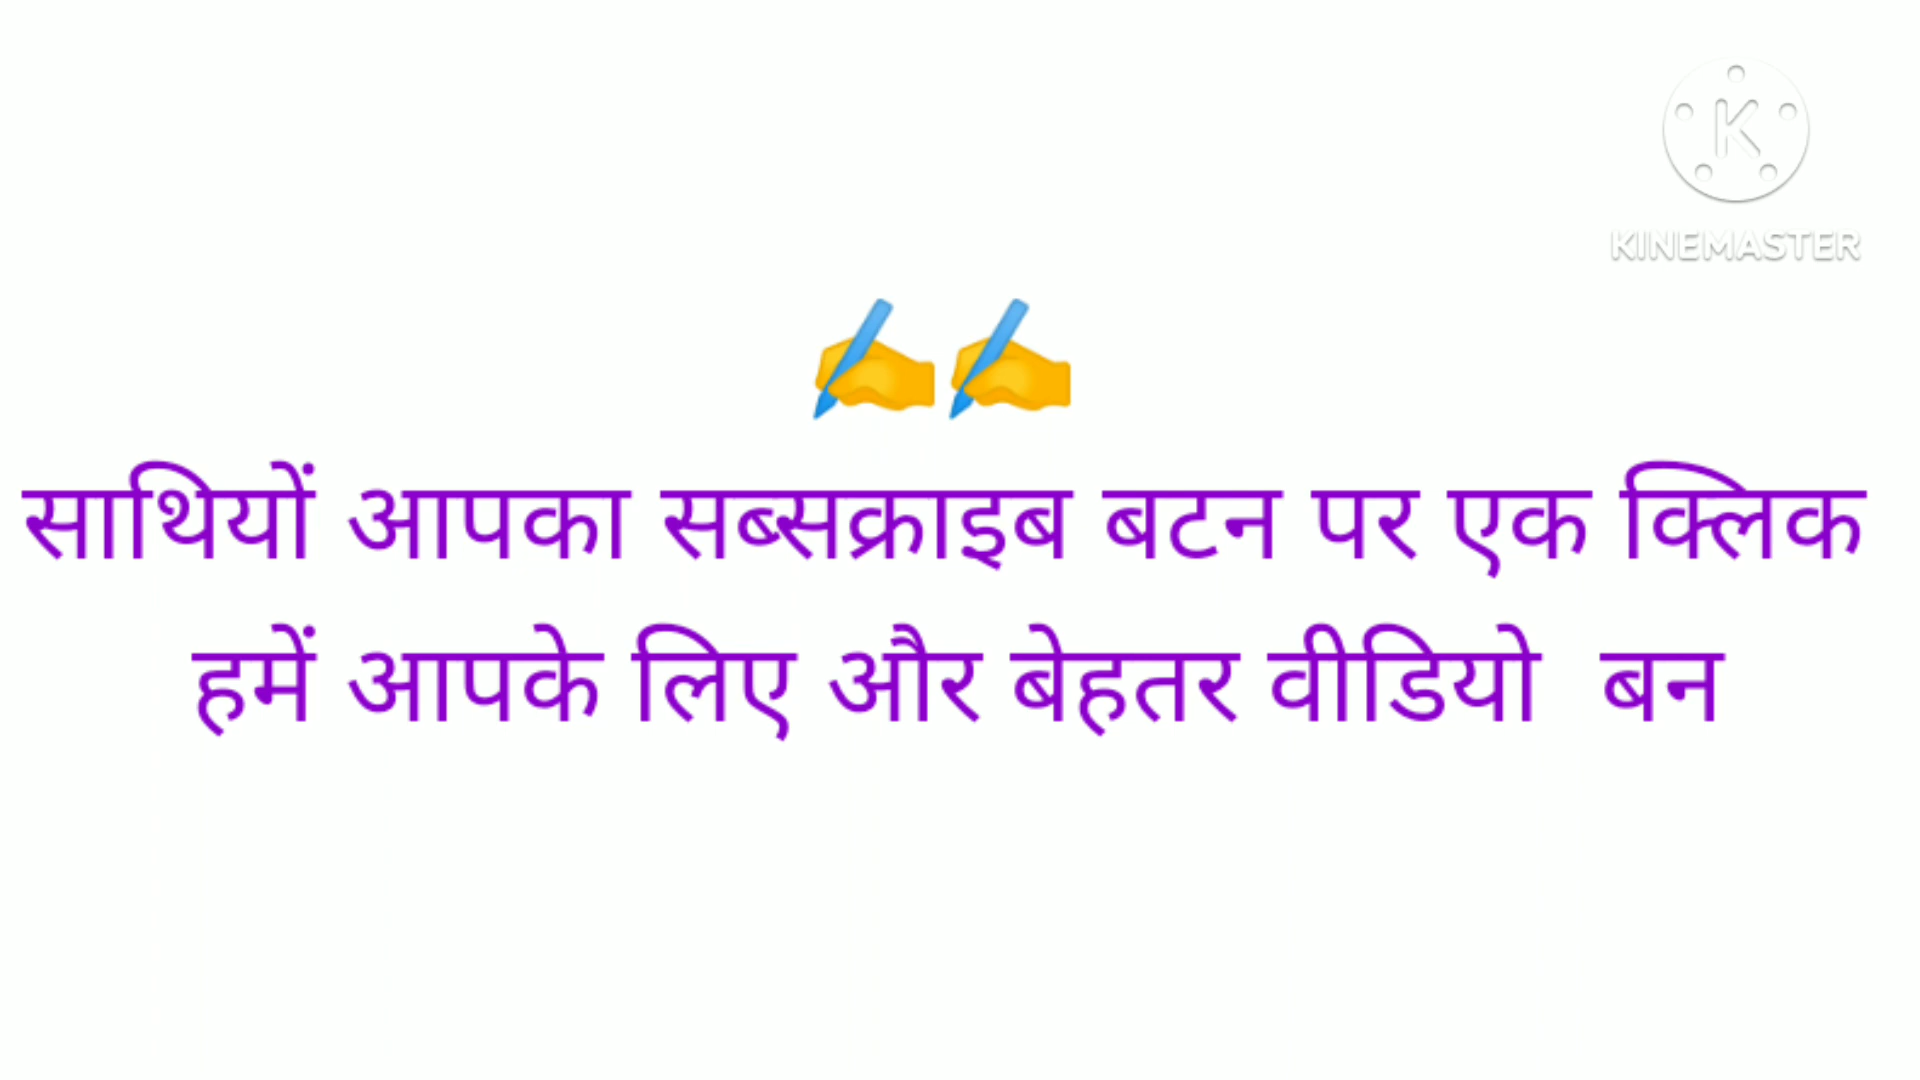 KINEMASTER
✍️✍️
साथियों आपका सब्सक्राइब बटन पर एक क्लिक
हमें आपके लिए और बेहतर वीडियो  बन